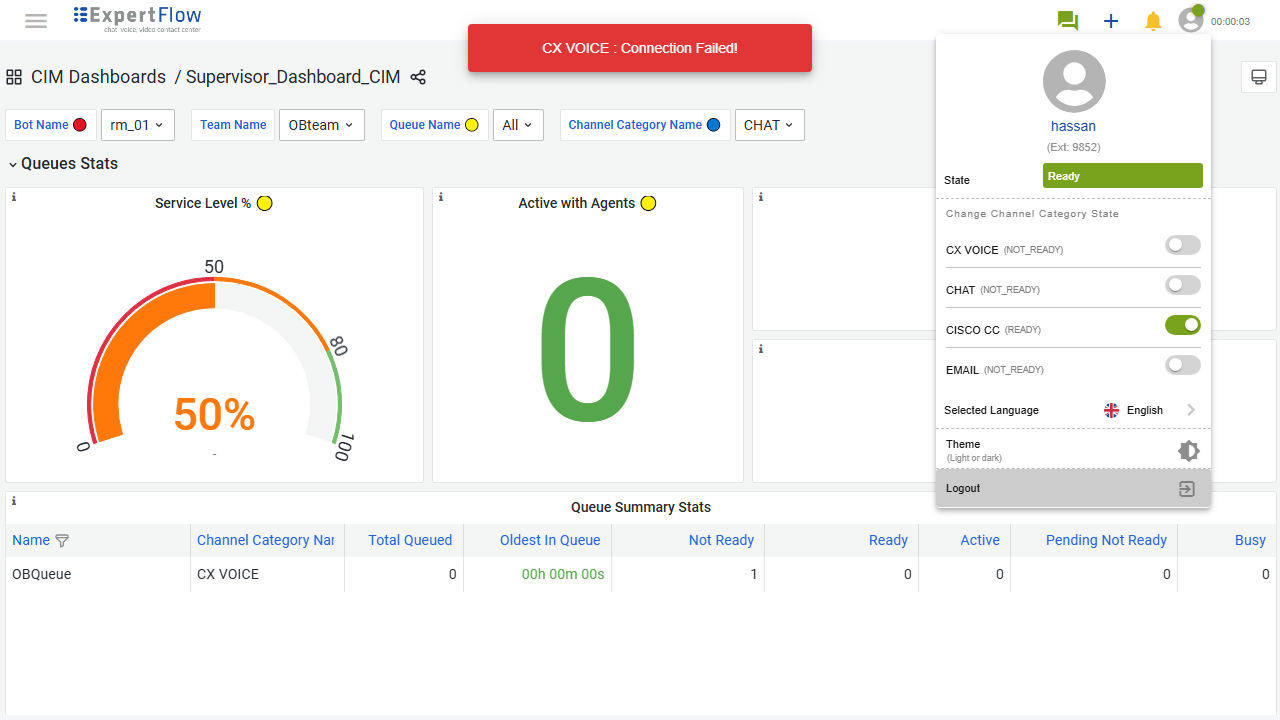 ExpertFlow
chat, voice, video contact center
CX VOICE : Connection Failed!
00:00:03
CIM Dashboards / Supervisor_Dashboard_CIM
Bot Name rm_01 Team Name OBteam Queue Name All Channel Category Name CHAT
Queues Stats
Service Level %
50
80
50%
0
100
-
Active with Agents
0
hassan
(Ext: 9852)
State Ready
Change Channel Category State
CX VOICE (NOT_READY)
CHAT (NOT_READY)
CISCO CC (READY)
EMAIL (NOT_READY)
Selected Language English
Theme
(Light or dark)
Logout
Queue Summary Stats
Name Channel Category Nar Total Queued Oldest In Queue Not Ready Ready Active Pending Not Ready Busy
OBQueue CX VOICE 0 00h 00m 00s 1 0 0 0 0